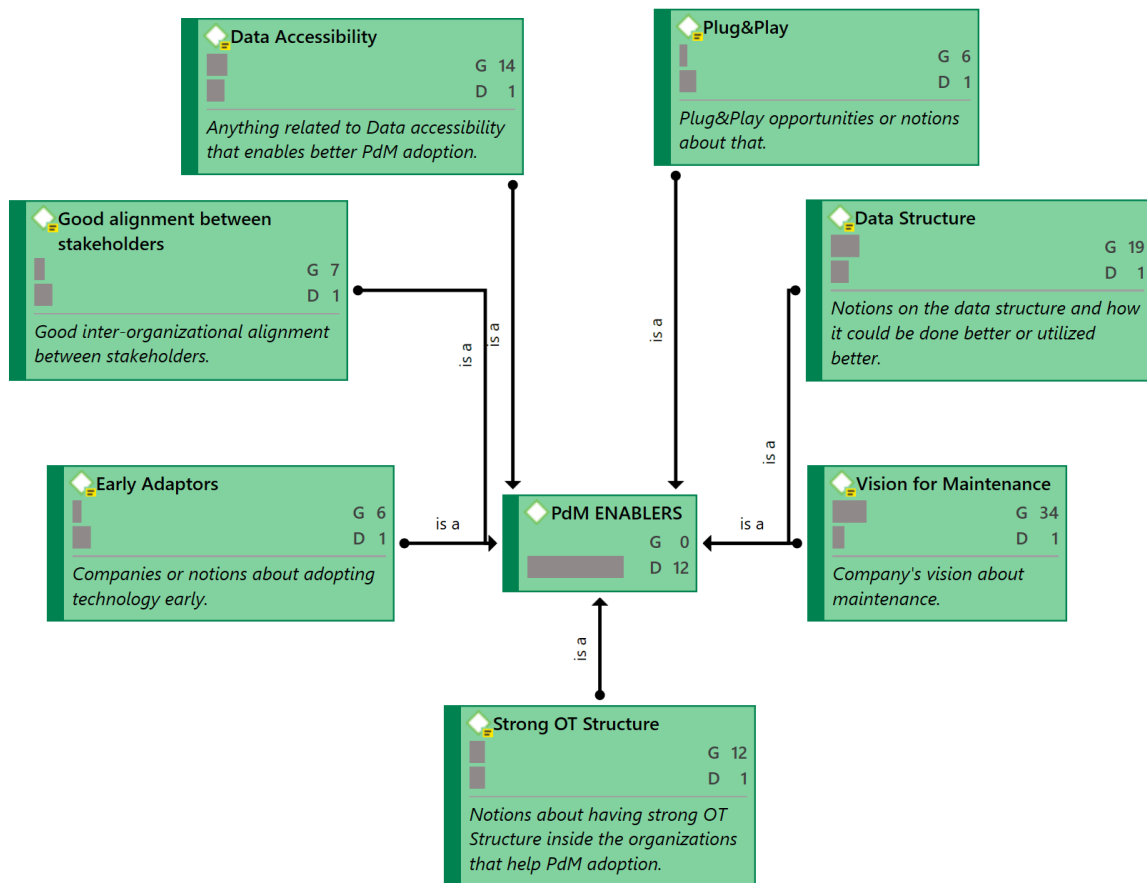 Data Accessibility
G 14
D 1
Anything related to Data accessibility
that enables better PdM adoption.
Plug&Play
G 6
D 1
Plug&Play opportunities or notions
about that.
Good alignment between
stakeholders
G 7
D 1
Good inter-organizational alignment
between stakeholders.
Data Structure
G 19
D 1
Notions on the data structure and how
it could be done better or utilized
better.
is a
is a
is a
is a
Early Adaptors
G 6
D 1
Companies or notions about adopting
technology early.
is a
PdM ENABLERS
G 0
D 12
is a
Vision for Maintenance
G 34
D 1
Company's vision about
maintenance.
is a
Strong OT Structure
G 12
D 1
Notions about having strong OT
Structure inside the organizations
that help PdM adoption.